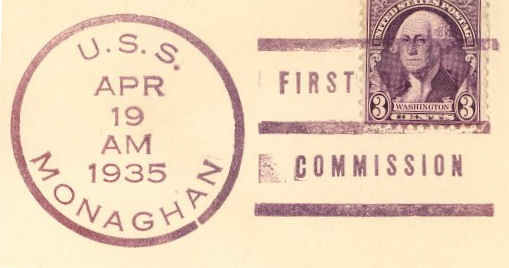 U.S.S.
APR
19
AM
1935
MONAGHAN
FIRST
COMMISSION
UNITED STATES POSTAGE
3 WASHINGTON 3
CENTS